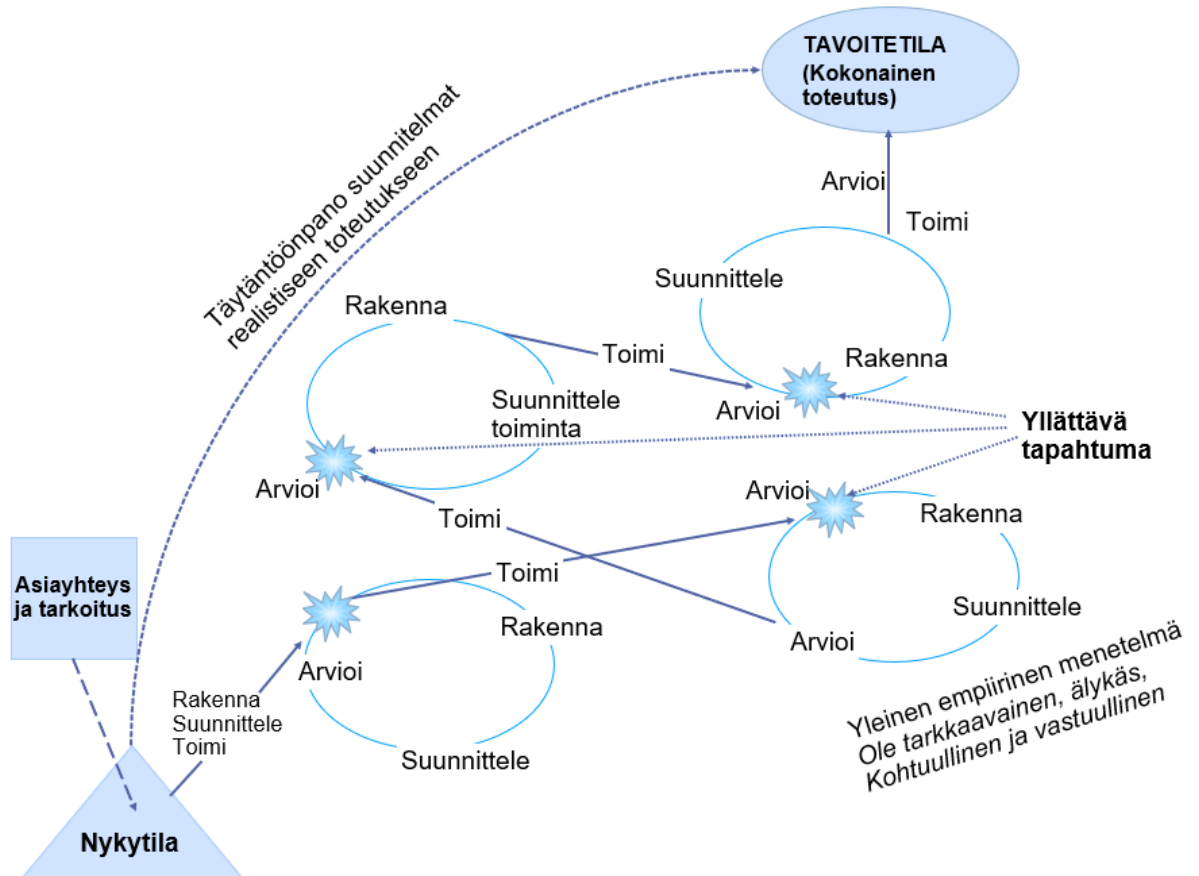 TAVOITETILA
(Kokonainen
toteutus)
Täytäntöönpano suunnitelmat
realistiseen toteutukseen
Arvioi
Toimi
Suunnittele
Rakenna
Arvioi
Rakenna
Toimi
Suunnittele
toiminta
Arvioi
Yllättävä
tapahtuma
Toimi
Arvioi
Rakenna
Suunnittele
Arvioi
Toimi
Rakenna
Arvioi
Suunnittele
Asiayhteys
ja tarkoitus
Rakenna
Suunnittele
Toimi
Nykytila
Yleinen empiirinen menetelmä
Ole tarkkaavainen, älykäs,
Kohtuullinen ja vastuullinen